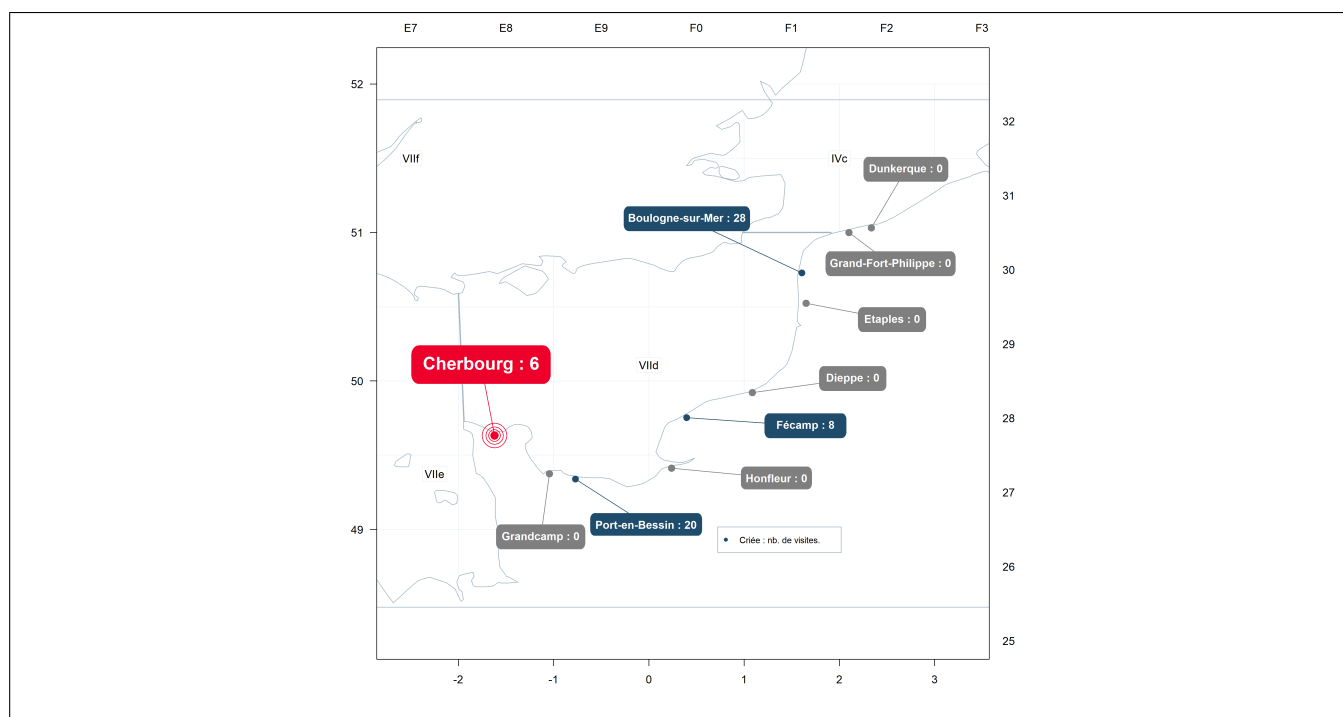 E7 E8 E9 F0 F1 F2 F3
52
32
VIIf
IVc
Dunkerque : 0
31
Boulogne-sur-Mer : 28
51
Grand-Fort-Philippe : 0
30
Etaples : 0
29
Cherbourg : 6
VIId
50
Dieppe : 0
28
Fécamp : 8
VIIe
Honfleur : 0
27
Port-en-Bessin : 20
49
Grandcamp : 0
Criée : nb. de visites.
26
25
-2 -1 0 1 2 3